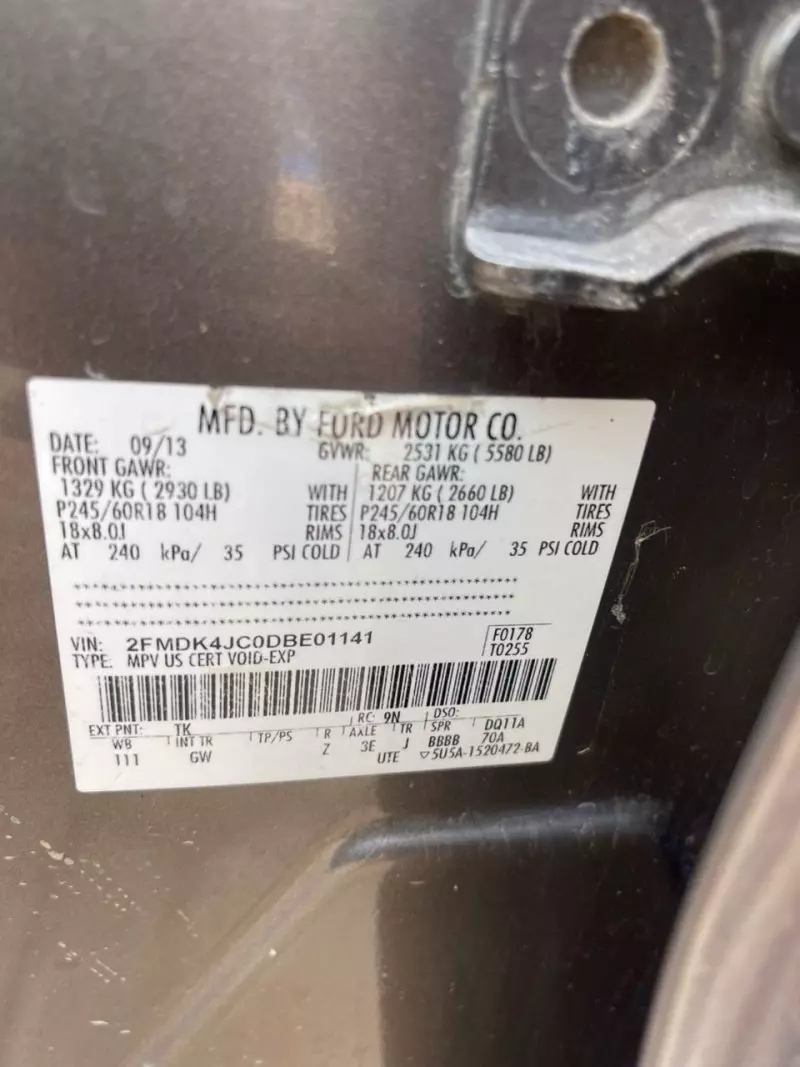 MFD. BY FORD MOTOR CO.
DATE: 09/13 GVWR: 2531 KG ( 5580 LB)
FRONT GAWR: REAR GAWR:
1329 KG ( 2930 LB) WITH 1207 KG ( 2660 LB) WITH
P245/60R18 104H TIRES P245/60R18 104H TIRES
18x8.0J RIMS 18x8.0J RIMS
AT 240 kPa/ 35 PSI COLD AT 240 kPa/ 35 PSI COLD
VIN: 2FMDK4JC0DBE01141 F0178
TYPE: MPV US CERT VOID-EXP T0255
EXT PNT: TK RC: 9N DSO:
WB INT TR TP/PS R AXLE TR SPR DQ11A
111 GW Z 3E J BBBB 70A
UTE ▽5U5A-1520472-BA